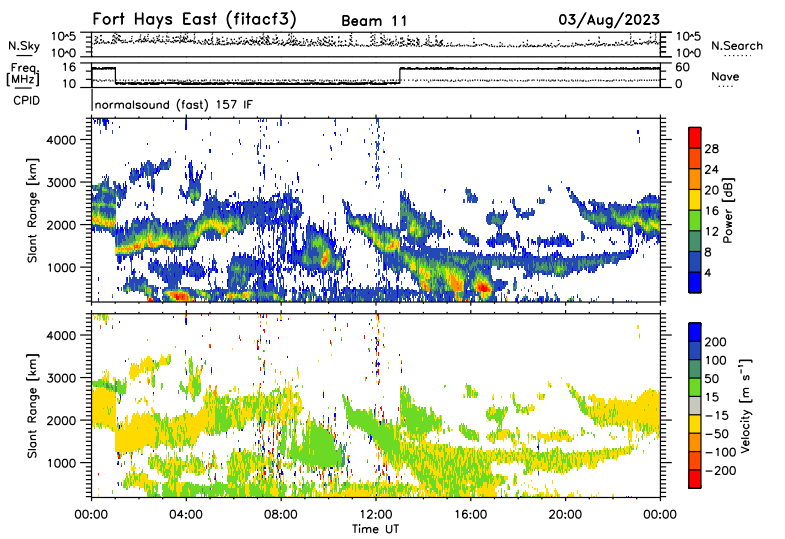 Fort Hays East (fitacf3) Beam 11 03/Aug/2023
N.Sky 10^5 10^0 10^5 10^0 N.Search
Freq. [MHz] 16 10 60 0 Nave
CPID normalsound (fast) 157 IF
Slant Range [km]
4000
3000
2000
1000
Power [dB]
28
24
20
16
12
8
4
Slant Range [km]
4000
3000
2000
1000
Velocity [m s⁻¹]
200
100
50
15
−15
−50
−100
−200
00:00 04:00 08:00 12:00 16:00 20:00 00:00
Time UT